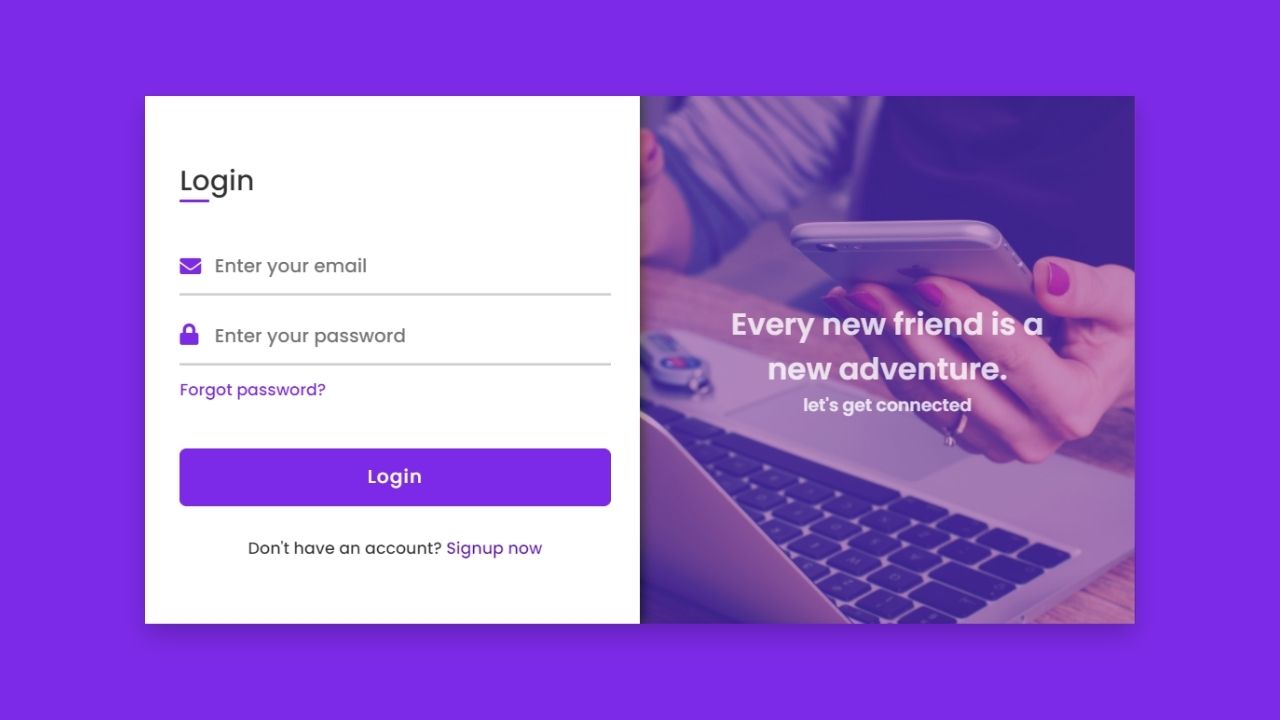 Login
Enter your email
Enter your password
Forgot password?
Login
Don't have an account? Signup now
Every new friend is a
new adventure.
let's get connected